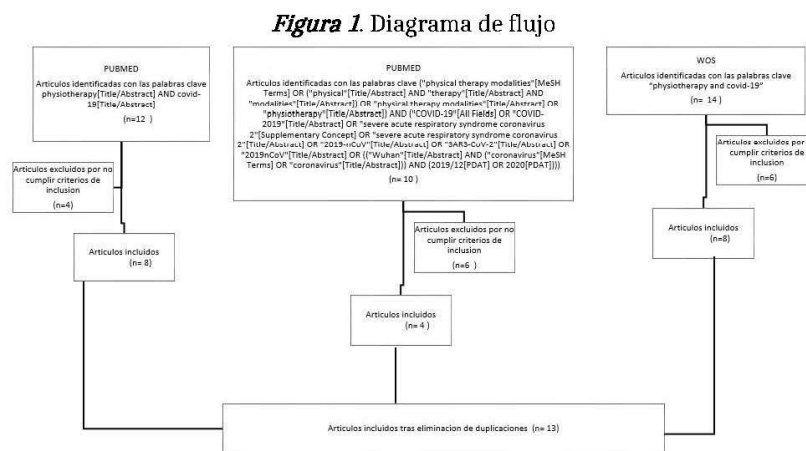 Figura 1. Diagrama de flujo
PUBMED
Articulos identificadas con las palabras clave
physiotherapy[Title/Abstract] AND covid-
19[Title/Abstract]
(n=12 )
Articulos excluidos por no
cumplir criterios de
inclusion
(n=4)
Articulos incluidos
(n= 8)
PUBMED
Articulos identificadas con las palabras clave ("physical therapy modalities"[MeSH
Terms] OR ("physical"[Title/Abstract] AND "therapy"[Title/Abstract] AND
"modalities"[Title/Abstract]) OR "physical therapy modalities"[Title/Abstract] OR
"physiotherapy"[Title/Abstract]) AND ("COVID-19"[All Fields] OR "COVID-
2019"[Title/Abstract] OR "severe acute respiratory syndrome coronavirus
2"[Supplementary Concept] OR "severe acute respiratory syndrome coronavirus
2"[Title/Abstract] OR "2019-nCoV"[Title/Abstract] OR "SARS-CoV-2"[Title/Abstract] OR
"2019nCoV"[Title/Abstract] OR (("Wuhan"[Title/Abstract] AND ("coronavirus"[MeSH
Terms] OR "coronavirus"[Title/Abstract])) AND (2019/12[PDAT] OR 2020[PDAT])))
(n= 10 )
Articulos excluidos por no
cumplir criterios de
inclusion
(n=6 )
Articulos incluidos
(n= 4 )
WOS
Articulos identificadas con las palabras clave
"physiotherapy and covid-19"
(n= 14 )
Articulos excluidos por no
cumplir criterios de
inclusion
(n=6)
Articulos incluidos
(n=8)
Articulos incluidos tras eliminacion de duplicaciones (n= 13)